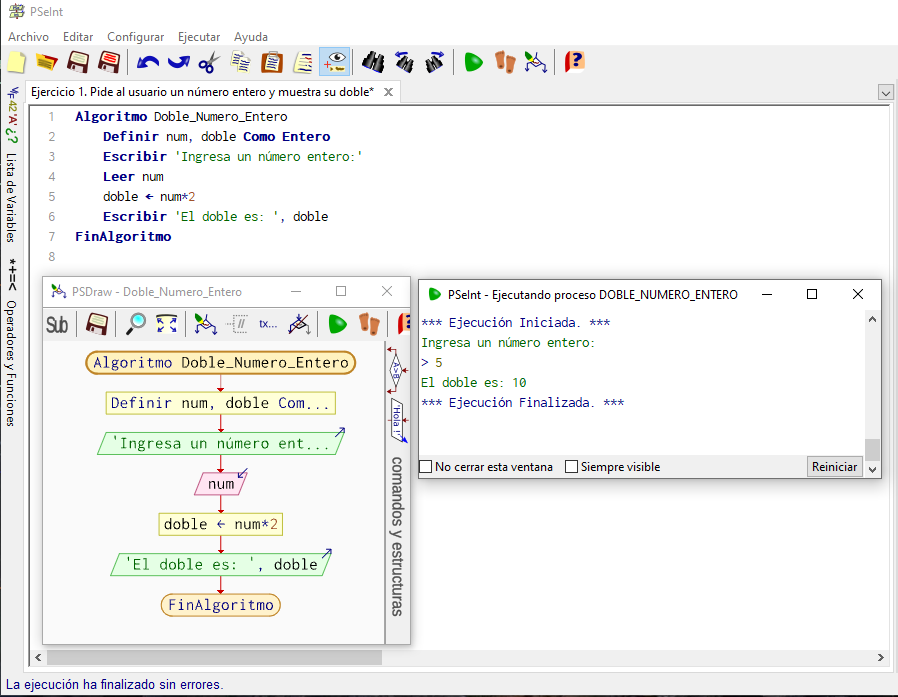 PSeInt
Archivo Editar Configurar Ejecutar Ayuda
Ejercicio 1. Pide al usuario un número entero y muestra su doble*
42 'A' ¿? Lista de Variables
*+=< Operadores y Funciones
1 Algoritmo Doble_Numero_Entero
2 Definir num, doble Como Entero
3 Escribir 'Ingresa un número entero:'
4 Leer num
5 doble ← num*2
6 Escribir 'El doble es: ', doble
7 FinAlgoritmo
8
PSDraw - Doble_Numero_Entero
Sub // tx...
Algoritmo Doble_Numero_Entero
Definir num, doble Com...
'Ingresa un número ent...
num
doble ← num*2
'El doble es: ', doble
FinAlgoritmo
A>B
'Hola !'
comandos y estructuras
PSeInt - Ejecutando proceso DOBLE_NUMERO_ENTERO
*** Ejecución Iniciada. ***
Ingresa un número entero:
> 5
El doble es: 10
*** Ejecución Finalizada. ***
No cerrar esta ventana Siempre visible Reiniciar
La ejecución ha finalizado sin errores.